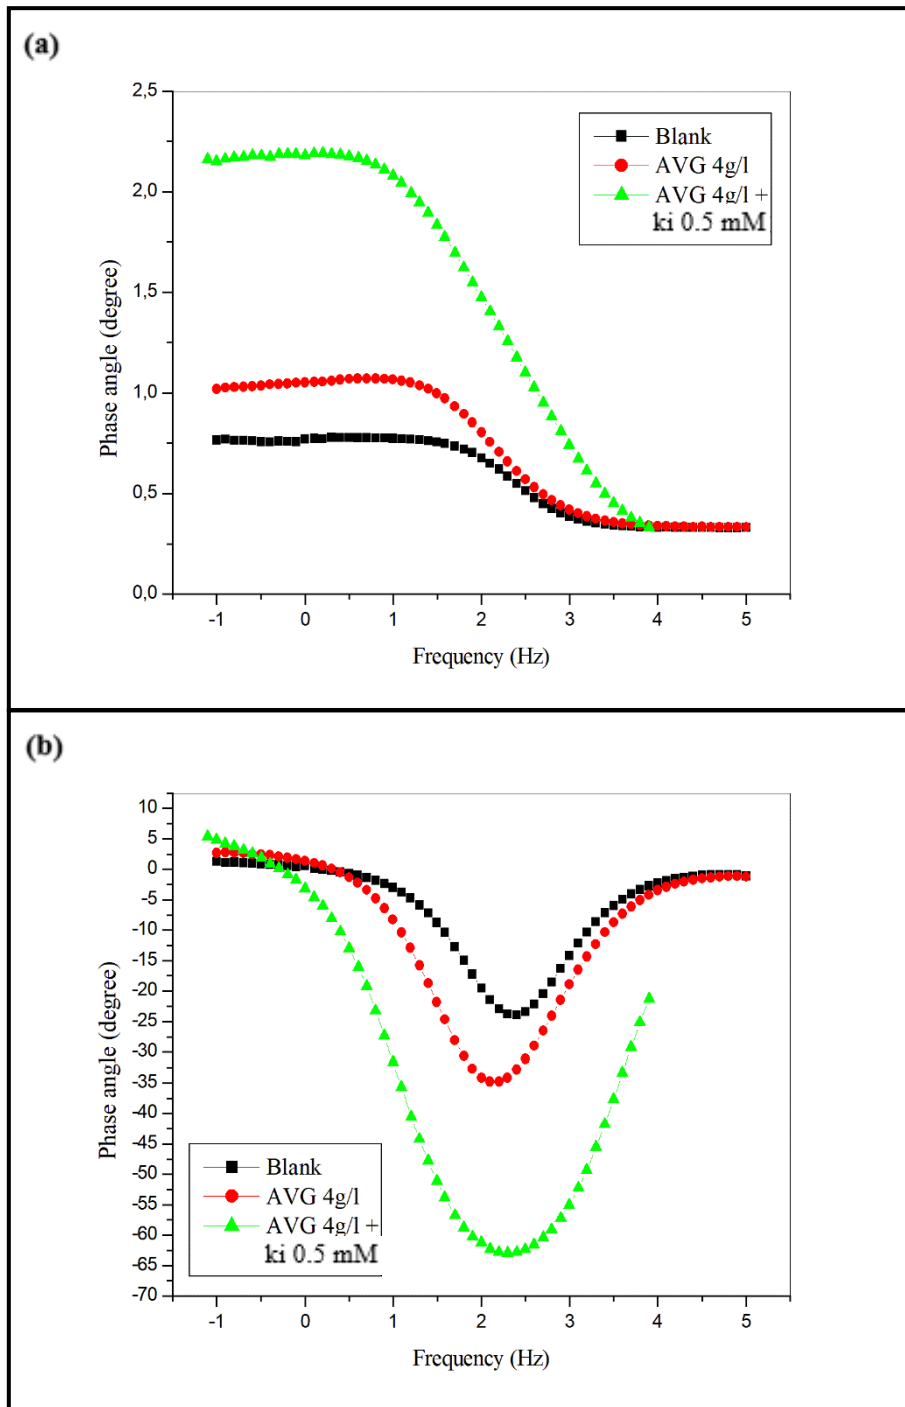 (a)
2,5
2,0
1,5
1,0
0,5
0,0
Phase angle (degree)
Blank
AVG 4g/l
AVG 4g/l +
ki 0.5 mM
-1 0 1 2 3 4 5
Frequency (Hz)
(b)
10
5
0
-5
-10
-15
-20
-25
-30
-35
-40
-45
-50
-55
-60
-65
-70
Phase angle (degree)
Blank
AVG 4g/l
AVG 4g/l +
ki 0.5 mM
-1 0 1 2 3 4 5
Frequency (Hz)